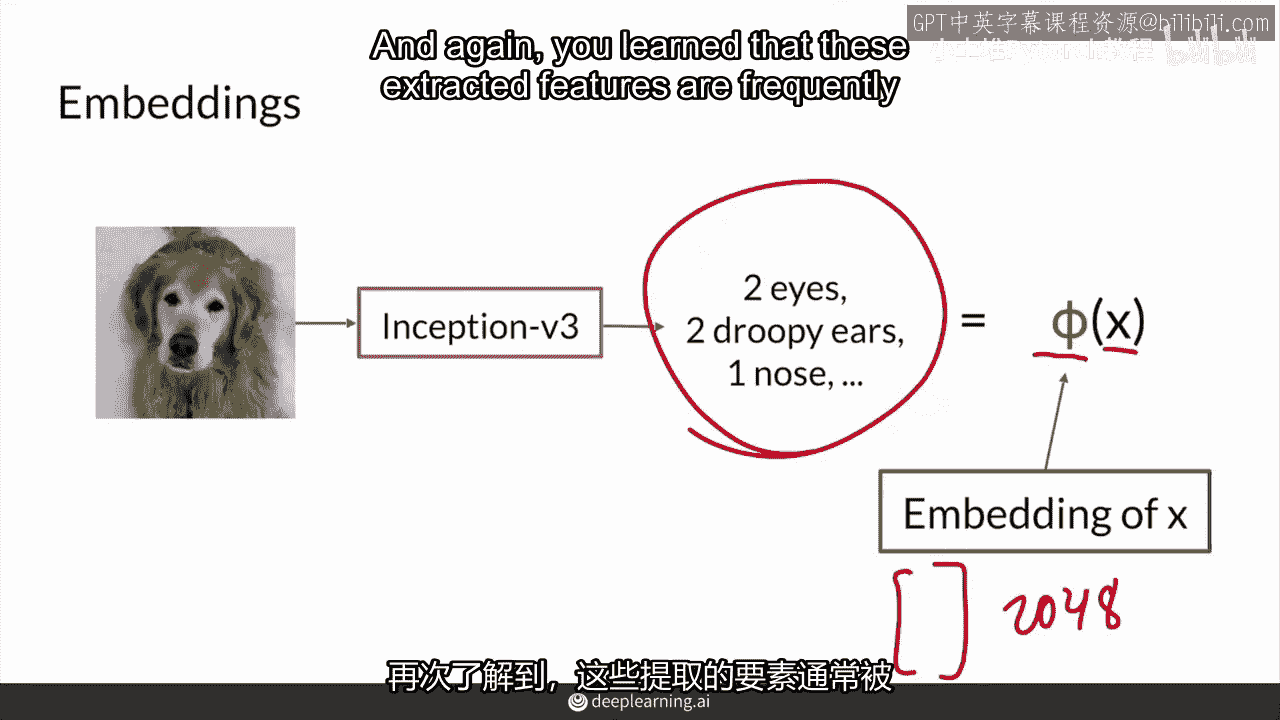 GPT中英字幕课程资源@bilibili.com
And again, you learned that these
extracted features are frequently
Embeddings
Inception-v3
2 eyes,
2 droopy ears,
1 nose, ...
= ϕ(x)
Embedding of x
[ ] 2048
再次了解到，这些提取的要素通常被
deeplearning.ai